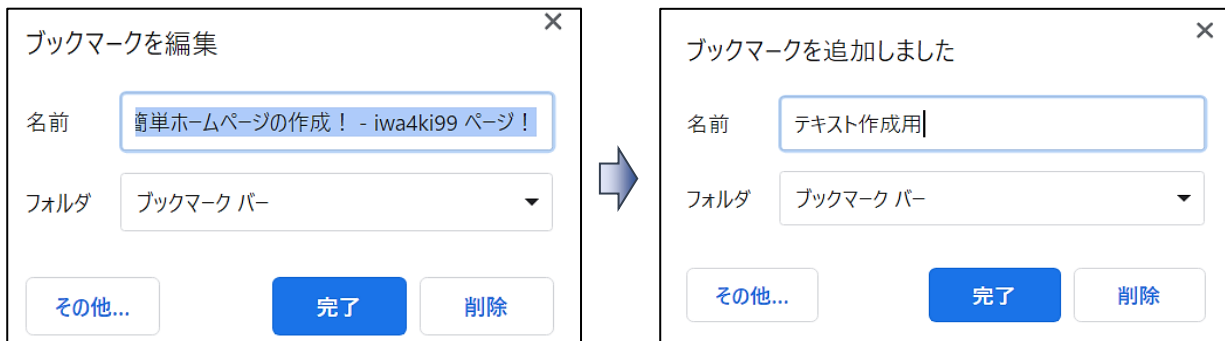 ブックマークを編集
名前
簡単ホームページの作成！ - iwa4ki99 ページ！
フォルダ
ブックマーク バー
その他...
完了
削除
ブックマークを追加しました
名前
テキスト作成用
フォルダ
ブックマーク バー
その他...
完了
削除